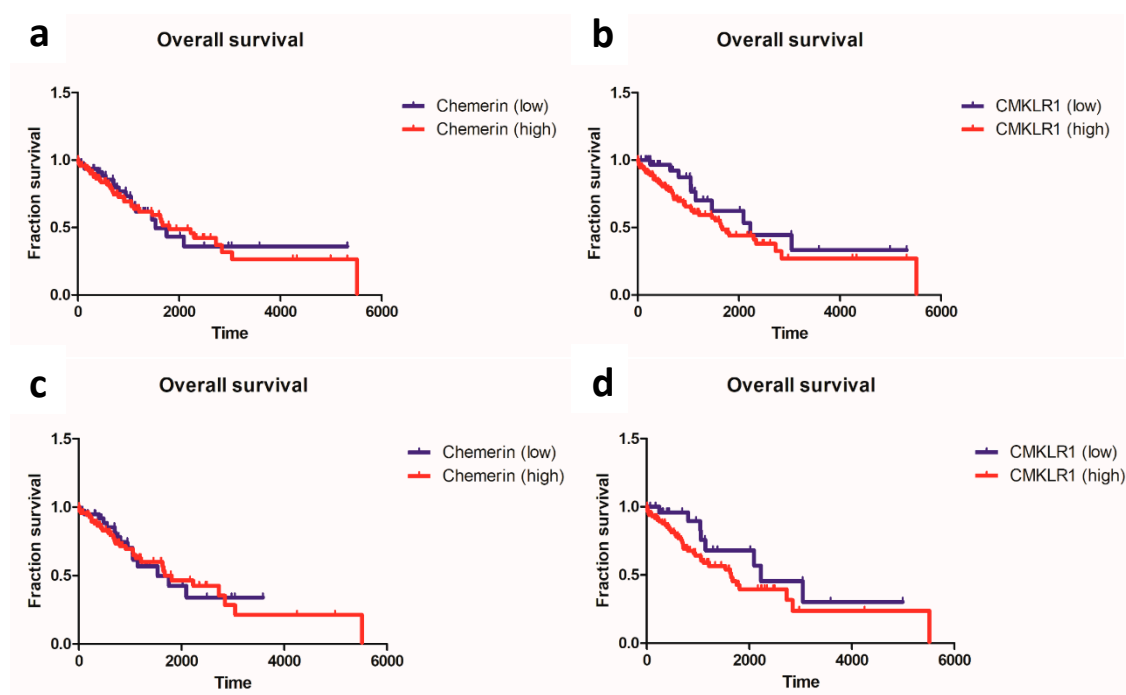 a
Overall survival
1.5
1.0
0.5
0.0
Fraction survival
0
2000
4000
6000
Time
Chemerin (low)
Chemerin (high)
b
Overall survival
1.5
1.0
0.5
0.0
Fraction survival
0
2000
4000
6000
Time
CMKLR1 (low)
CMKLR1 (high)
c
Overall survival
1.5
1.0
0.5
0.0
Fraction survival
0
2000
4000
6000
Time
Chemerin (low)
Chemerin (high)
d
Overall survival
1.5
1.0
0.5
0.0
Fraction survival
0
2000
4000
6000
Time
CMKLR1 (low)
CMKLR1 (high)